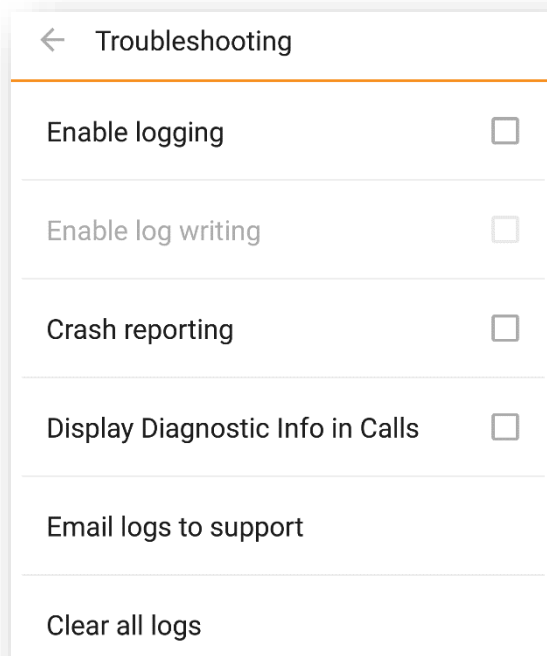 Troubleshooting
Enable logging
Enable log writing
Crash reporting
Display Diagnostic Info in Calls
Email logs to support
Clear all logs